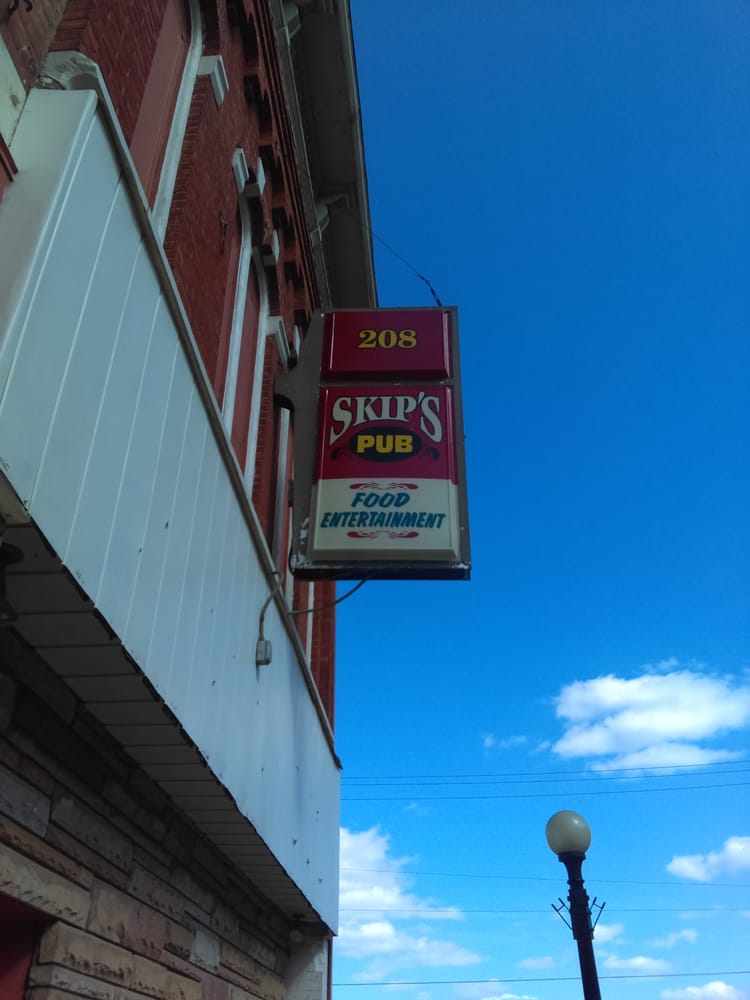 208
SKIP'S
PUB
FOOD
ENTERTAINMENT